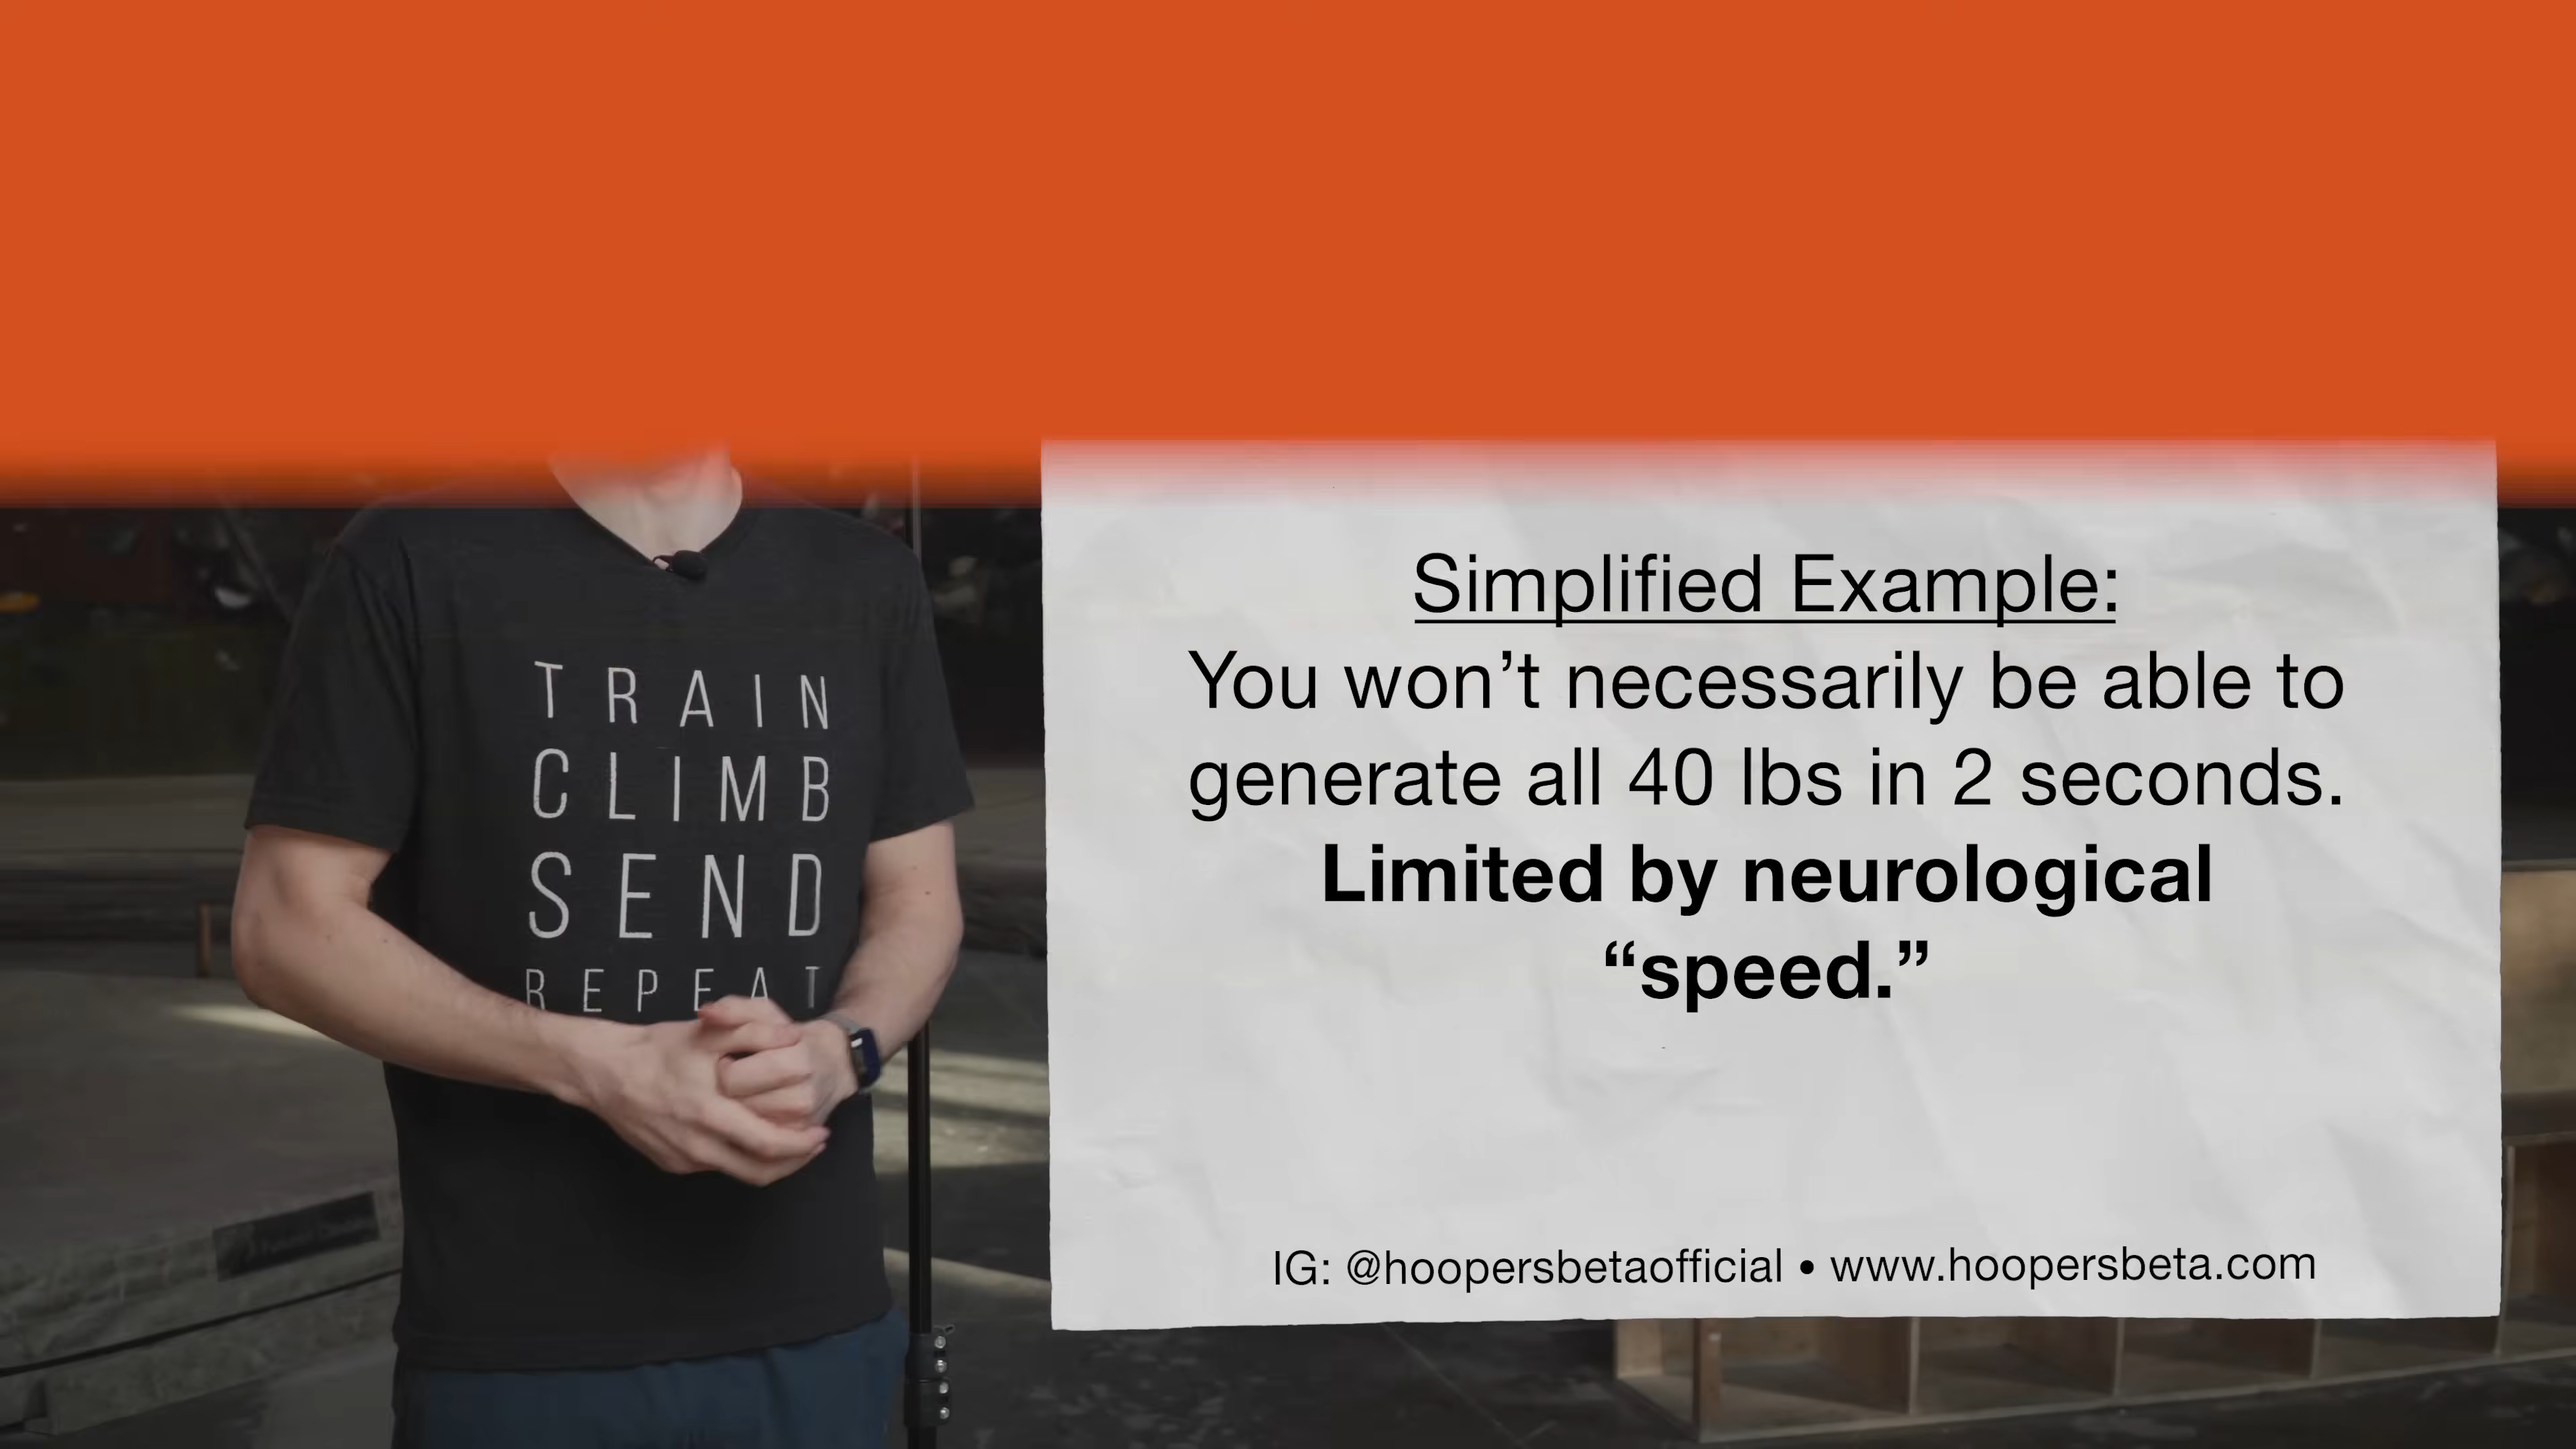 TRAIN
CLIMB
SEND
REPEAT
Simplified Example:
You won’t necessarily be able to
generate all 40 lbs in 2 seconds.
Limited by neurological
“speed.”
IG: @hoopersbetaofficial • www.hoopersbeta.com